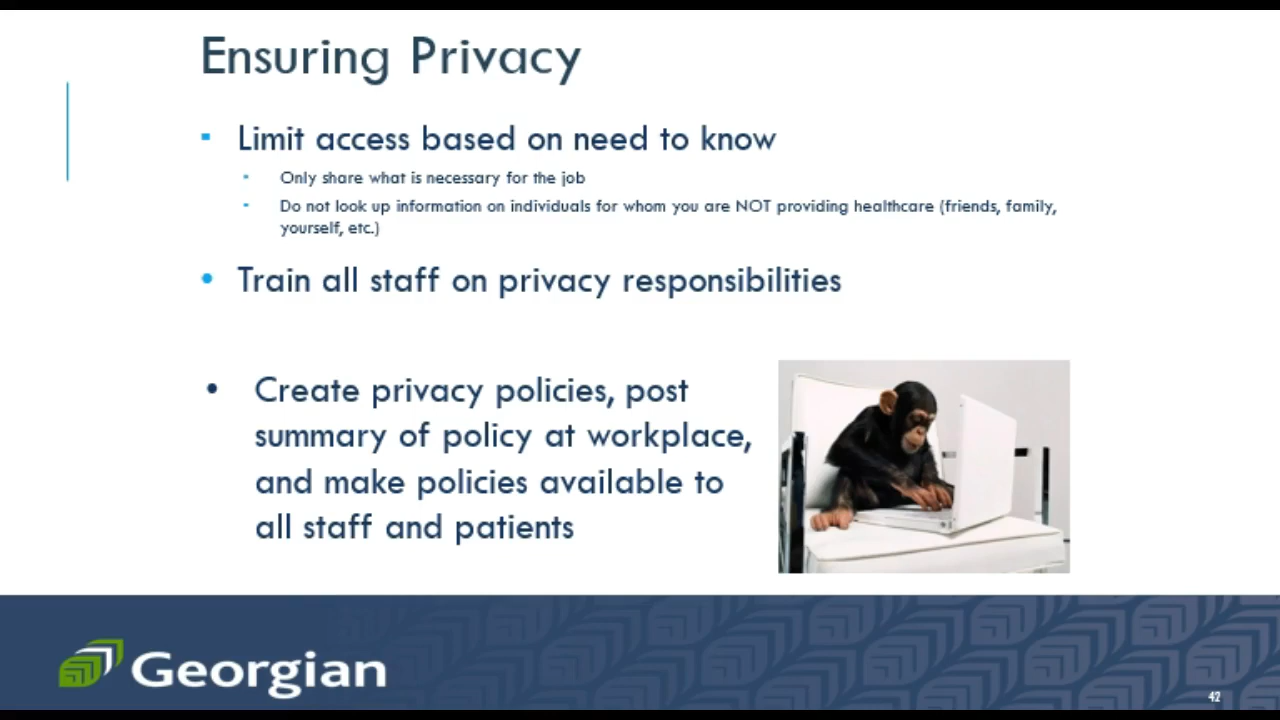 Ensuring Privacy
Limit access based on need to know
Only share what is necessary for the job
Do not look up information on individuals for whom you are NOT providing healthcare (friends, family,
yourself, etc.)
Train all staff on privacy responsibilities
Create privacy policies, post
summary of policy at workplace,
and make policies available to
all staff and patients
Georgian
42